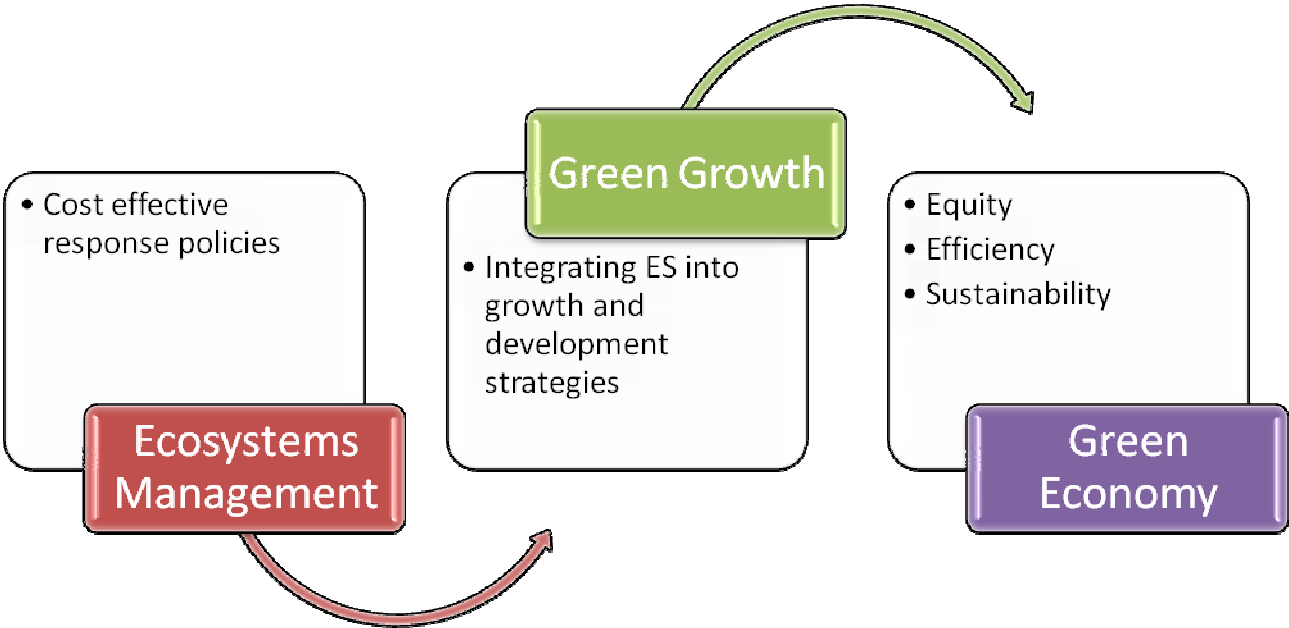 • Cost effective
response policies
Ecosystems
Management
Green Growth
• Integrating ES into
growth and
development
strategies
• Equity
• Efficiency
• Sustainability
Green
Economy